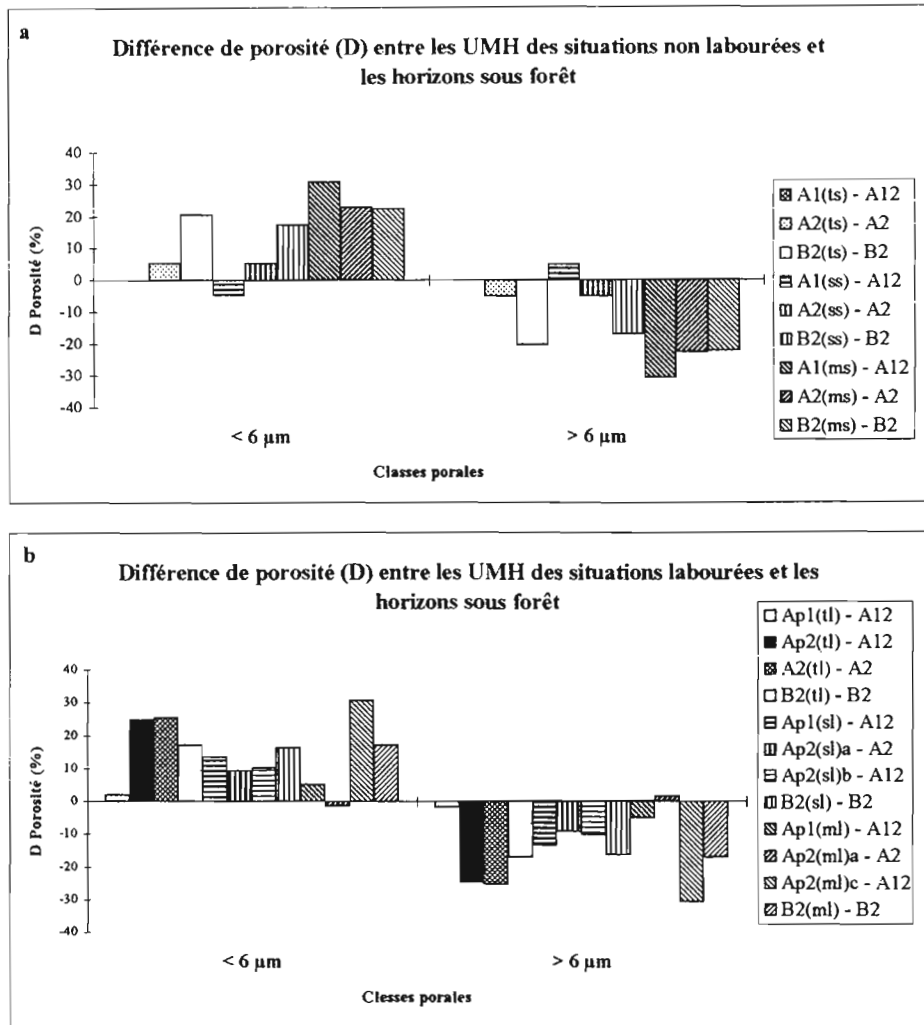 a
Différence de porosité (D) entre les UMH des situations non labourées et
les horizons sous forêt
D Porosité (%)
40
30
20
10
0
-10
-20
-30
-40
< 6 µm
> 6 µm
Classes porales
A1(ts) - A12
A2(ts) - A2
B2(ts) - B2
A1(ss) - A12
A2(ss) - A2
B2(ss) - B2
A1(ms) - A12
A2(ms) - A2
B2(ms) - B2
b
Différence de porosité (D) entre les UMH des situations labourées et les
horizons sous forêt
D Porosité (%)
40
30
20
10
0
-10
-20
-30
-40
< 6 µm
> 6 µm
Clesses porales
Ap1(tl) - A12
Ap2(tl) - A12
A2(tl) - A2
B2(tl) - B2
Ap1(sl) - A12
Ap2(sl)a - A2
Ap2(sl)b - A12
B2(sl) - B2
Ap1(ml) - A12
Ap2(ml)a - A2
Ap2(ml)c - A12
B2(ml) - B2